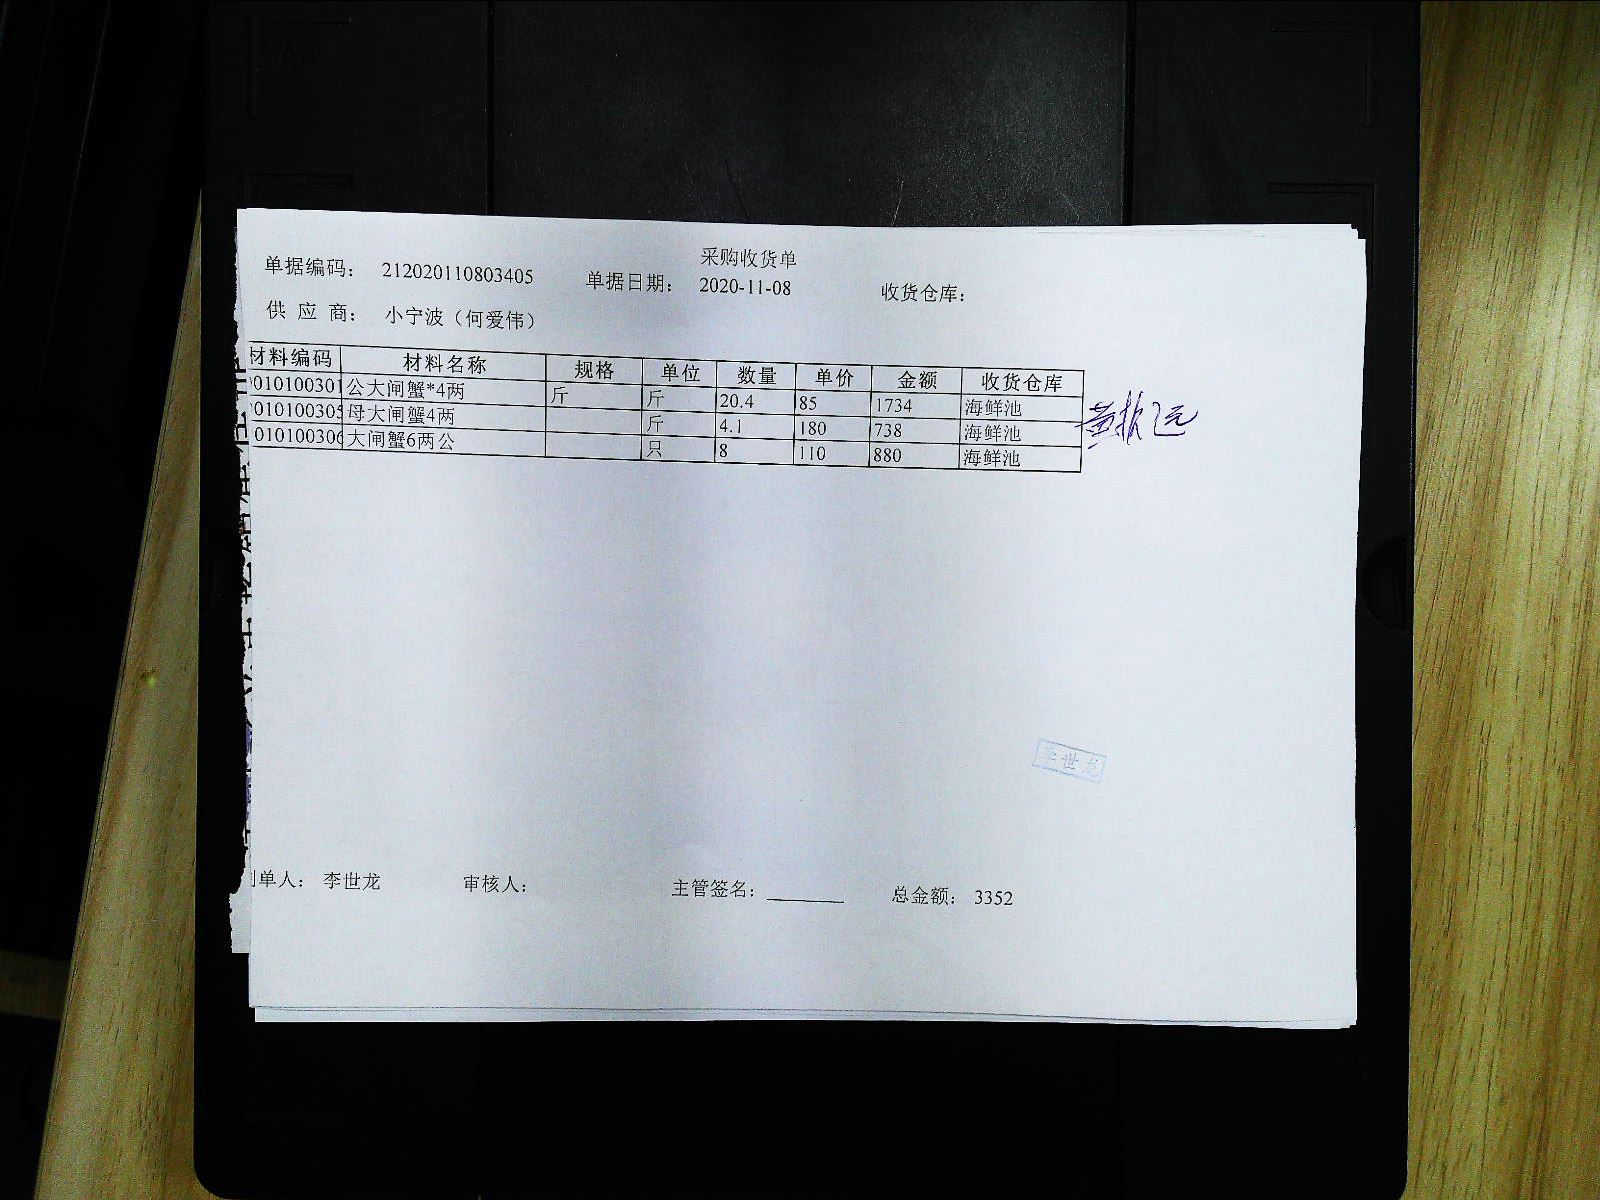 采购收货单
单据编码： 212020110803405 单据日期： 2020-11-08 收货仓库：
供 应 商： 小宁波（何爱伟）
材料编码 材料名称 规格 单位 数量 单价 金额 收货仓库
010100301 公大闸蟹*4两 斤 斤 20.4 85 1734 海鲜池
010100305 母大闸蟹4两 斤 4.1 180 738 海鲜池
010100306 大闸蟹6两公 只 8 110 880 海鲜池
世龙
单人： 李世龙 审核人： 主管签名： 总金额： 3352